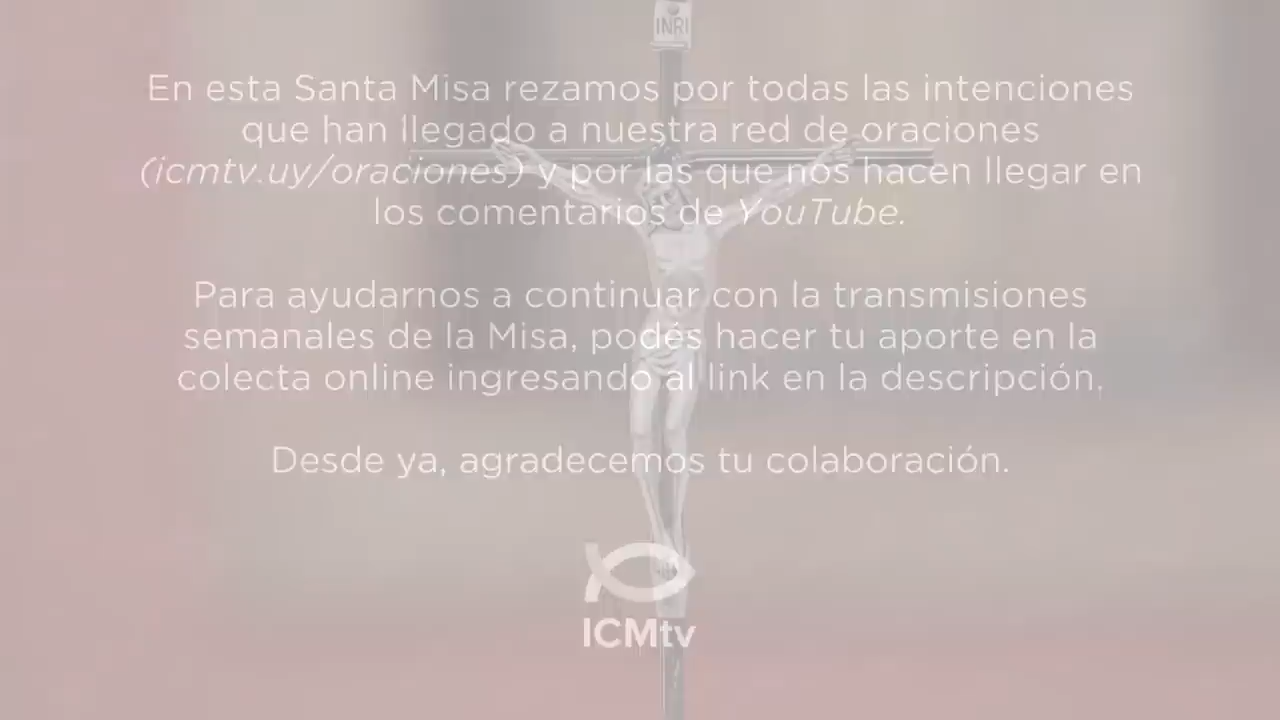 INRI
En esta Santa Misa rezamos por todas las intenciones
que han llegado a nuestra red de oraciones
(icmtv.uy/oraciones) y por las que nos hacen llegar en
los comentarios de YouTube.
Para ayudarnos a continuar con la transmisiones
semanales de la Misa, podés hacer tu aporte en la
colecta online ingresando al link en la descripción.
Desde ya, agradecemos tu colaboración.
ICMtv